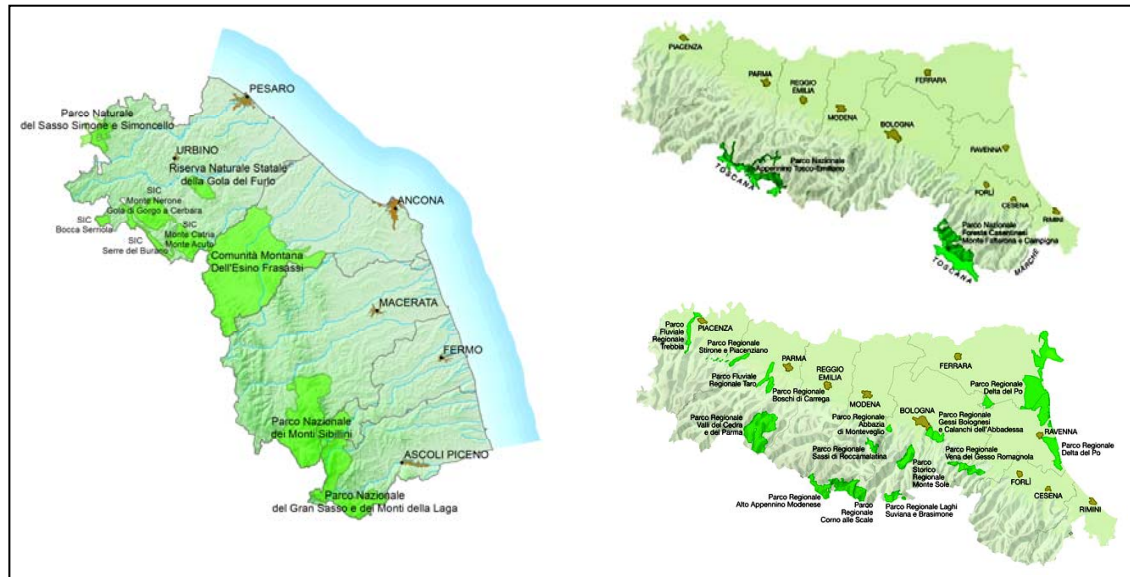 PESARO
Parco Naturale
del Sasso Simone e Simoncello
URBINO
Riserva Naturale Statale
della Gola del Furlo
SIC
Monte Nerone
Gola di Gorgo a Cerbara
SIC
Bocca Serriola
SIC
Serre del Burano
SIC
Monte Catria
Monte Acuto
ANCONA
Comunità Montana
Dell'Esino Frasassi
MACERATA
FERMO
Parco Nazionale
dei Monti Sibillini
ASCOLI PICENO
Parco Nazionale
del Gran Sasso e dei Monti della Laga
PIACENZA
PARMA
REGGIO
EMILIA
MODENA
FERRARA
BOLOGNA
RAVENNA
Parco Nazionale
Appennino Tosco-Emiliano
TOSCANA
FORLÌ
CESENA
RIMINI
Parco Nazionale
Foreste Casentinesi
Monte Falterona e Campigna
TOSCANA
MARCHE
Parco
Fluviale
Regionale
Trebbia
PIACENZA
Parco Regionale
Stirone e Piacenziano
PARMA
REGGIO
EMILIA
FERRARA
Parco Fluviale
Regionale Taro
Parco Regionale
Boschi di Carrega
MODENA
Parco Regionale
Delta del Po
Parco Regionale
Valli del Cedra
e del Parma
Parco Regionale
Abbazia
di Monteveglio
BOLOGNA
Parco Regionale
Gessi Bolognesi
e Calanchi dell'Abbadessa
RAVENNA
Parco Regionale
Delta del Po
Parco Regionale
Sassi di Roccamalatina
Parco Regionale
Vena del Gesso Romagnola
Parco
Storico
Regionale
Monte Sole
FORLÌ
CESENA
RIMINI
Parco Regionale
Alto Appennino Modenese
Parco
Regionale
Corno alle Scale
Parco Regionale Laghi
Suviana e Brasimone